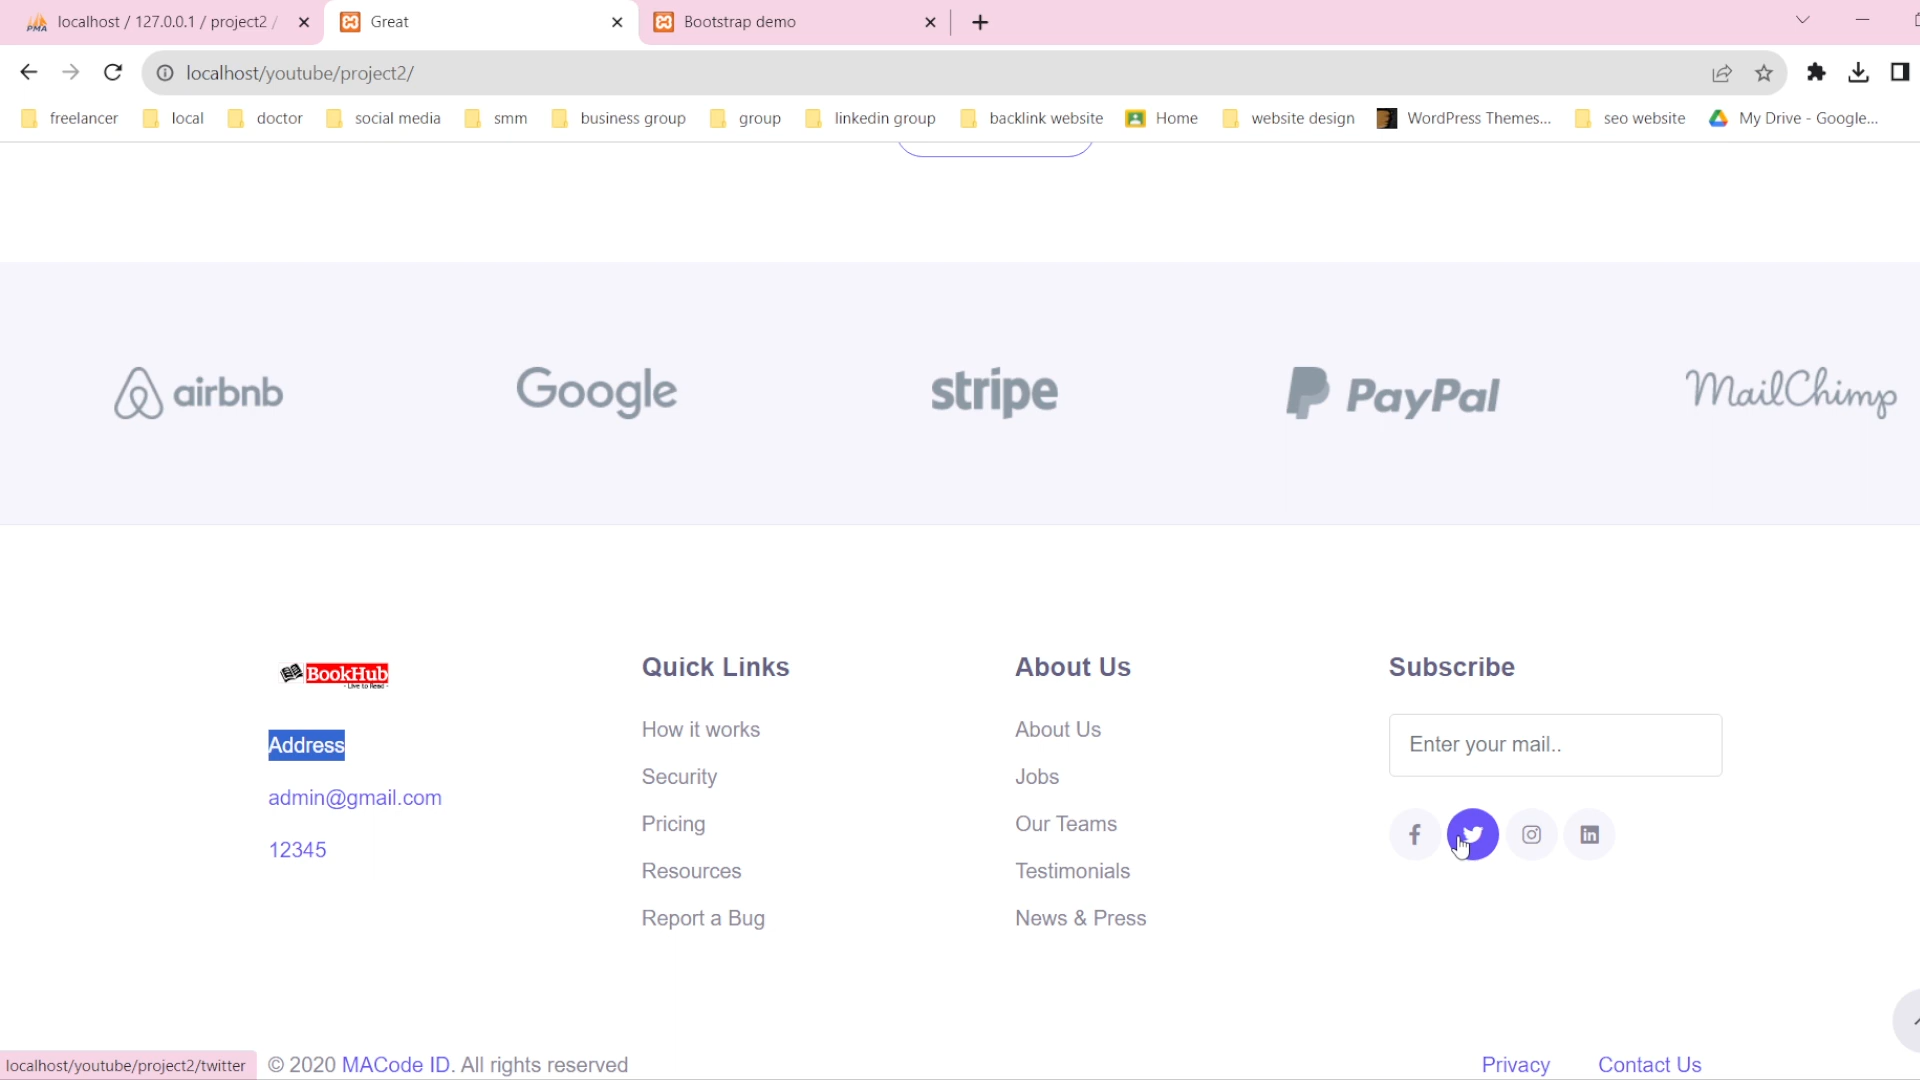 localhost / 127.0.0.1 / project2 /
Great
Bootstrap demo
localhost/youtube/project2/
freelancer
local
doctor
social media
smm
business group
group
linkedin group
backlink website
Home
website design
WordPress Themes...
seo website
My Drive - Google...
airbnb
Google
stripe
PayPal
MailChimp
BookHub
- Live to Read -
Address
admin@gmail.com
12345
Quick Links
How it works
Security
Pricing
Resources
Report a Bug
About Us
About Us
Jobs
Our Teams
Testimonials
News & Press
Subscribe
Enter your mail..
localhost/youtube/project2/twitter
© 2020 MACode ID. All rights reserved
Privacy
Contact Us